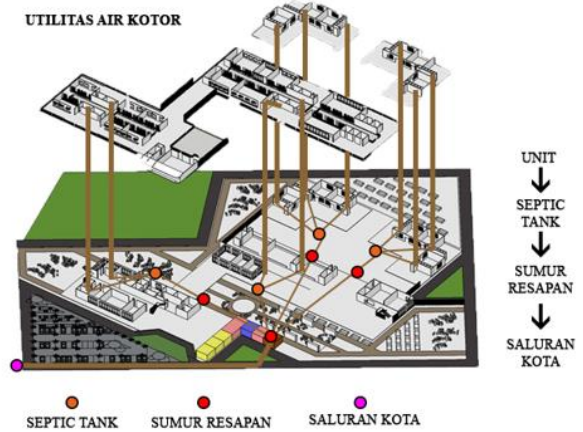 UTILITAS AIR KOTOR
UNIT
SEPTIC
TANK
SUMUR
RESAPAN
SALURAN
KOTA
SEPTIC TANK
SUMUR RESAPAN
SALURAN KOTA